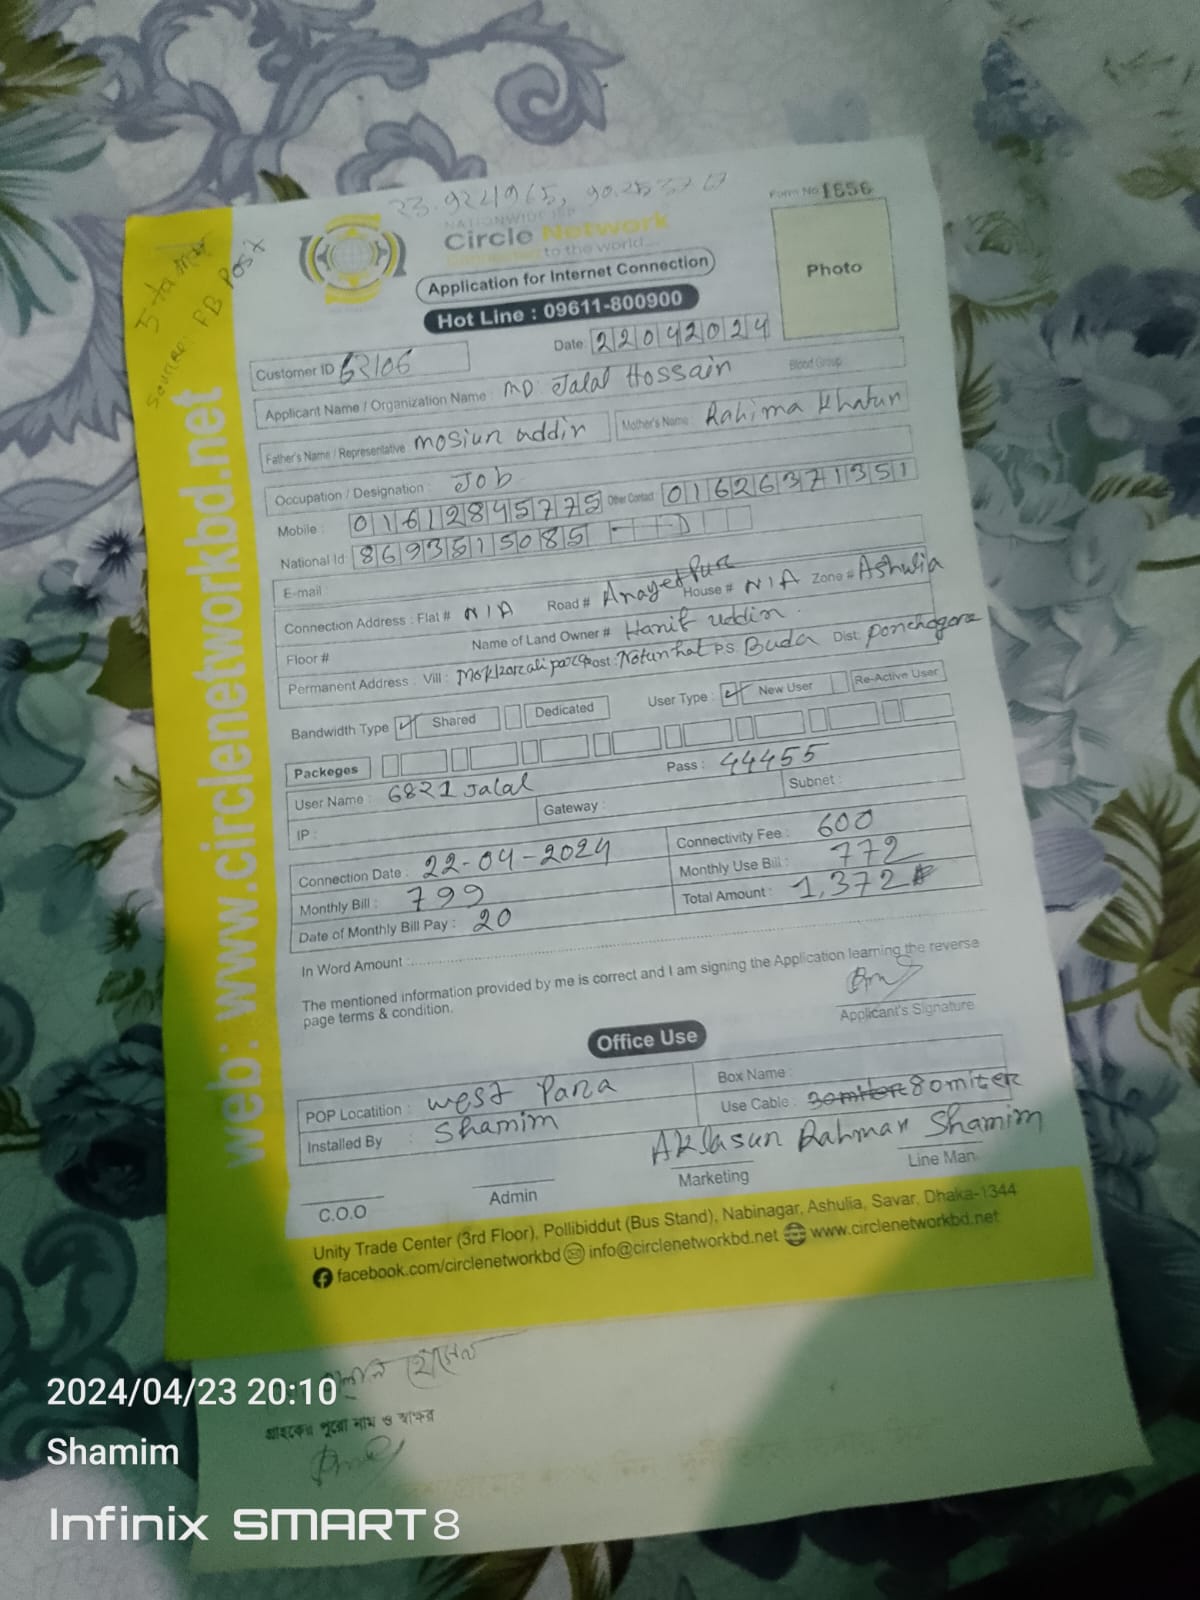 23.924965, 90.253717
Form No 1656
NATIONWIDE ISP
Circle Network
to the world...
Application for Internet Connection
Photo
Hot Line : 09611-800900
5 ta
Source: FB Post
Date: 22042024
Customer ID 62106
Applicant Name / Organization Name : MD: Jalal Hossain Blood Group:
Father's Name / Representative mosiur uddin Mother's Name : Rahima Khatun
Occupation / Designation : Job
Mobile : 01612845775 Other Contact 01626371351
National Id: 8693515085
E-mail :
Connection Address : Flat # N/A Road # Anayetpur House # N/A Zone # Ashulia
Floor # Name of Land Owner # Hanif uddin
Permanent Address . Vill : Post : Notunhat P.S. Buda Dist: Ponchogora
Bandwidth Type Shared Dedicated User Type : New User Re-Active User
Packeges
User Name : 6821 Jalal Pass : 44455
IP : Gateway : Subnet :
Connection Date : 22-04-2024 Connectivity Fee : 600
Monthly Bill : 799 Monthly Use Bill : 772
Date of Monthly Bill Pay : 20 Total Amount : 1,372
In Word Amount :
The mentioned information provided by me is correct and I am signing the Application learning the reverse
page terms & condition.
Applicant's Signature
Office Use
POP Locatition : west Para Box Name :
Installed By : Shamim Use Cable : 80miter
Rahman Shamim
C.O.O Admin Marketing Line Man
Unity Trade Center (3rd Floor), Pollibiddut (Bus Stand), Nabinagar, Ashulia, Savar, Dhaka-1344
facebook.com/circlenetworkbd info@circlenetworkbd.net www.circlenetworkbd.net
web: www.circlenetworkbd.net
হোসেন
গ্রাহকের পুরো নাম ও স্বাক্ষর
2024/04/23 20:10
Shamim
Infinix SMART 8